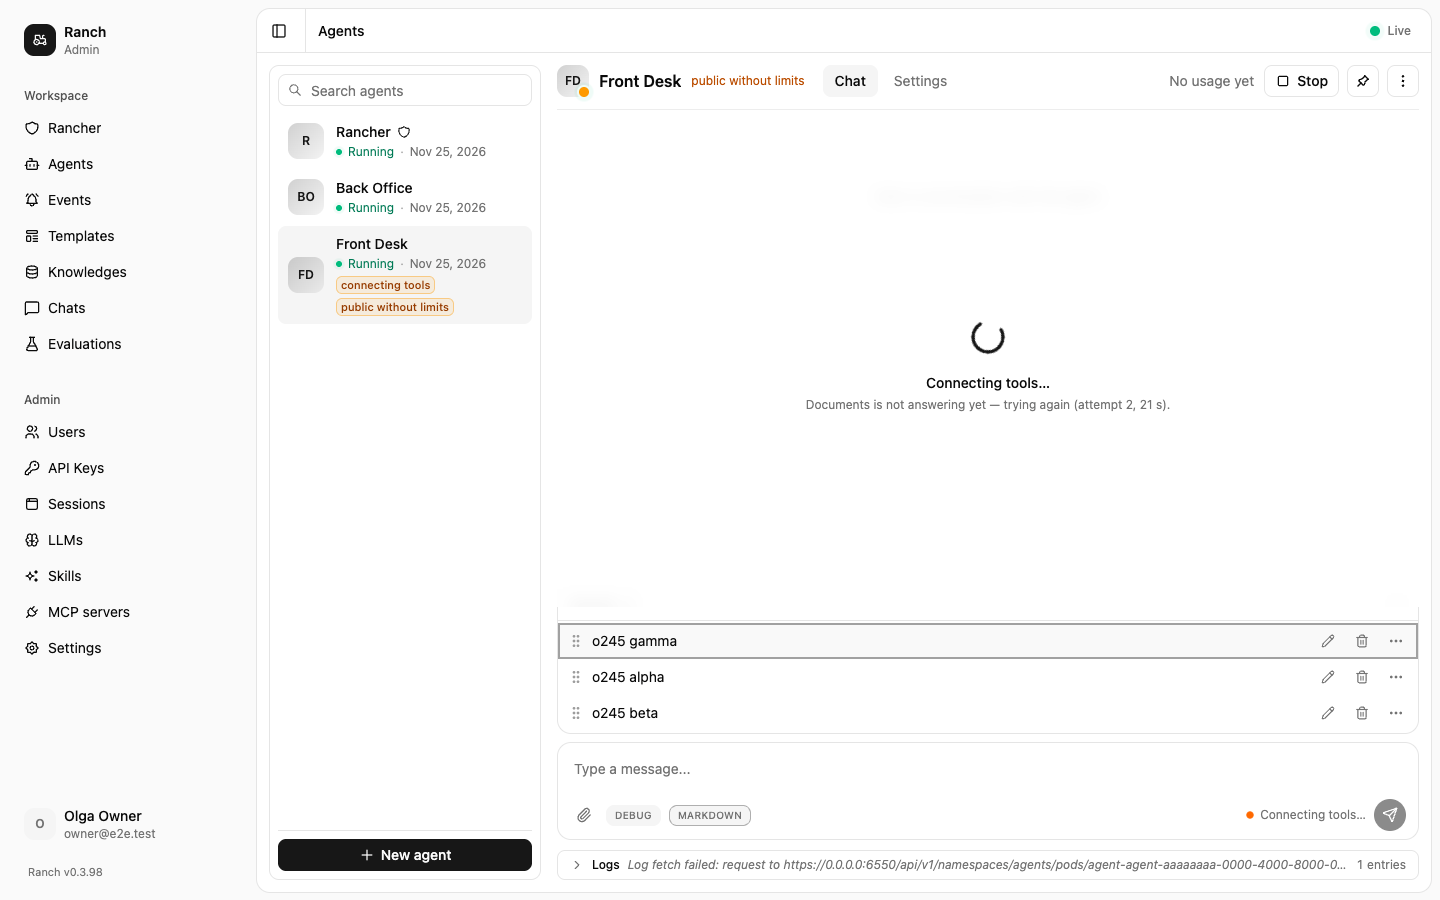 Ranch
Admin
Workspace
Rancher
Agents
Events
Templates
Knowledges
Chats
Evaluations
Admin
Users
API Keys
Sessions
LLMs
Skills
MCP servers
Settings
O
Olga Owner
owner@e2e.test
Ranch v0.3.98
Agents
Live
Search agents
R
Rancher
Running · Nov 25, 2026
BO
Back Office
Running · Nov 25, 2026
FD
Front Desk
Running · Nov 25, 2026
connecting tools
public without limits
New agent
FD
Front Desk
public without limits
Chat
Settings
No usage yet
Stop
Connecting tools...
Documents is not answering yet — trying again (attempt 2, 21 s).
o245 gamma
o245 alpha
o245 beta
Type a message...
DEBUG
MARKDOWN
Connecting tools...
Logs
Log fetch failed: request to https://0.0.0.0:6550/api/v1/namespaces/agents/pods/agent-agent-aaaaaaaa-0000-4000-8000-0...
1 entries